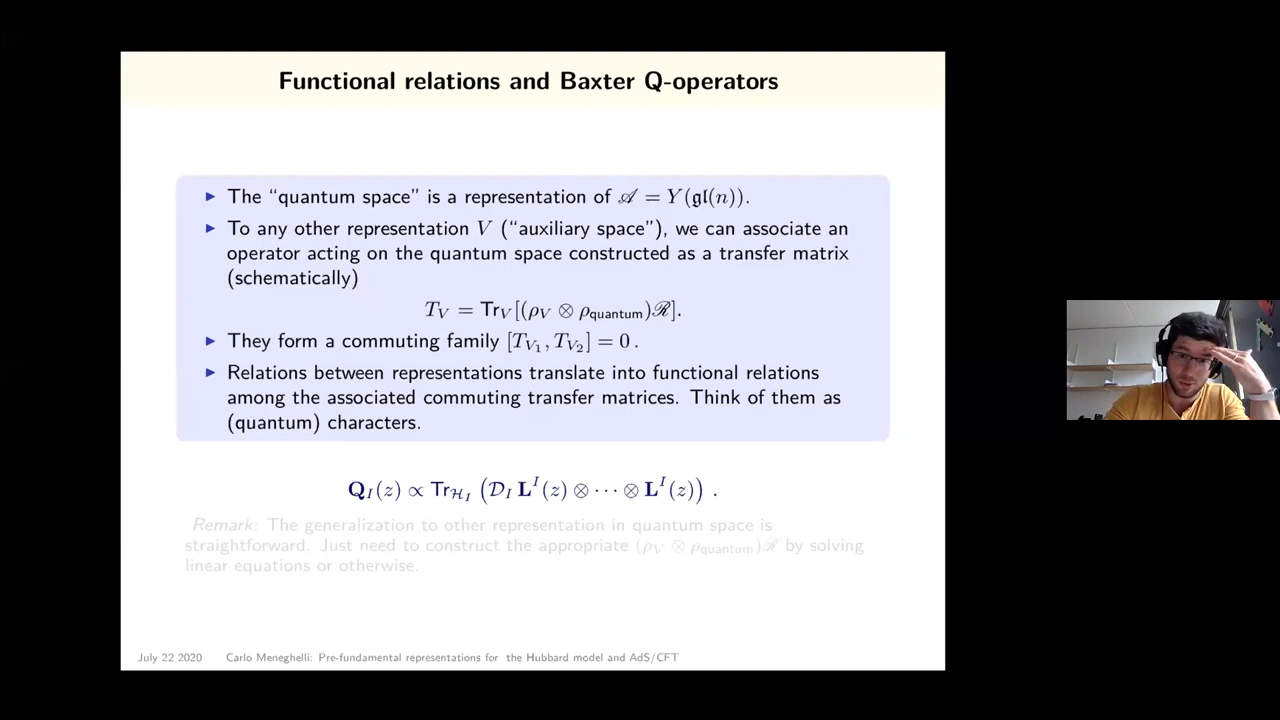 Functional relations and Baxter Q-operators
▶ The “quantum space” is a representation of 𝒜 = Y(𝔤𝔩(n)).
▶ To any other representation V (“auxiliary space”), we can associate an
operator acting on the quantum space constructed as a transfer matrix
(schematically)
T_V = Tr_V[(ρ_V ⊗ ρ_quantum)ℛ].
▶ They form a commuting family [T_{V_1}, T_{V_2}] = 0 .
▶ Relations between representations translate into functional relations
among the associated commuting transfer matrices. Think of them as
(quantum) characters.
Q_I(z) ∝ Tr_{ℋ_I} (𝒟_I L^I(z) ⊗ ··· ⊗ L^I(z)) .
Remark: The generalization to other representation in quantum space is
straightforward. Just need to construct the appropriate (ρ_V ⊗ ρ_quantum)ℛ by solving
linear equations or otherwise.
July 22 2020 Carlo Meneghelli: Pre-fundamental representations for the Hubbard model and AdS/CFT